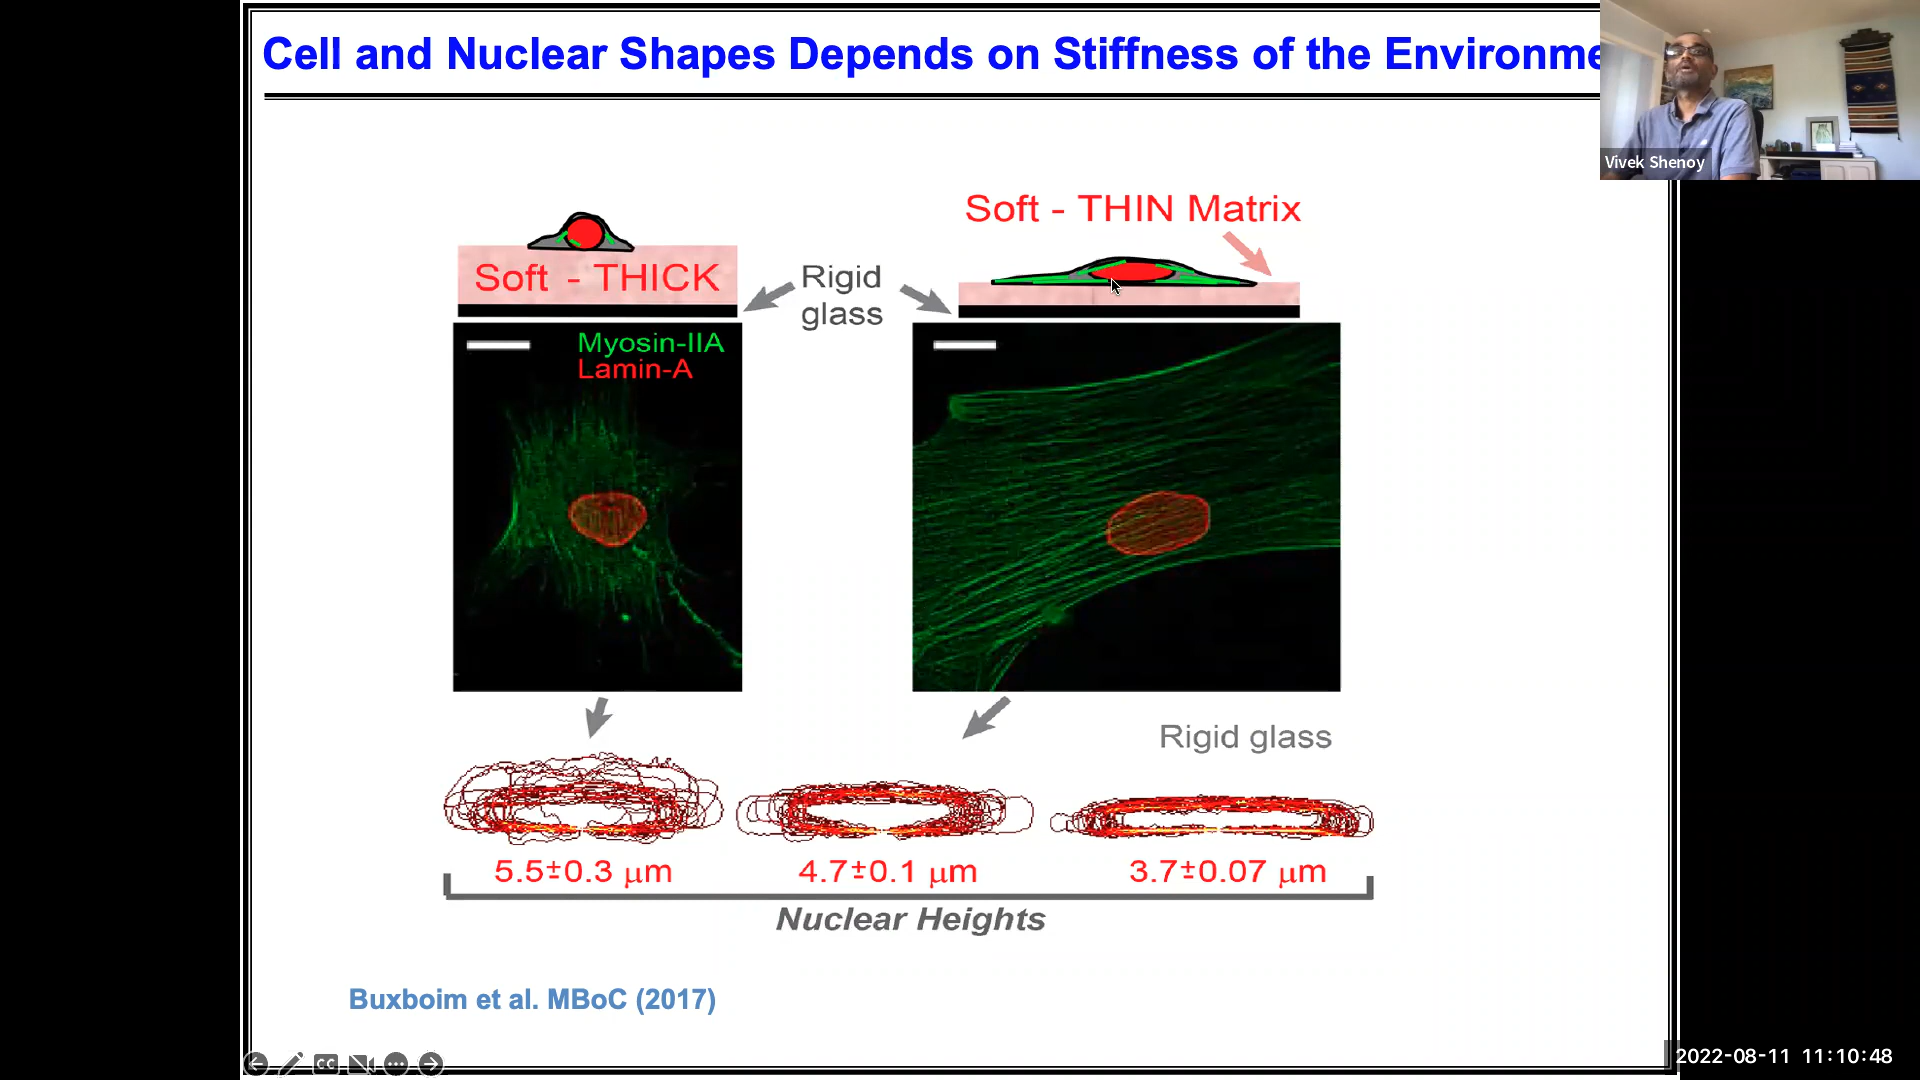 Cell and Nuclear Shapes Depends on Stiffness of the Environme
Vivek Shenoy
Soft - THIN Matrix
Soft - THICK
Rigid
glass
Myosin-IIA
Lamin-A
Rigid glass
5.5±0.3 μm
4.7±0.1 μm
3.7±0.07 μm
Nuclear Heights
Buxboim et al. MBoC (2017)
CC
2022-08-11 11:10:48